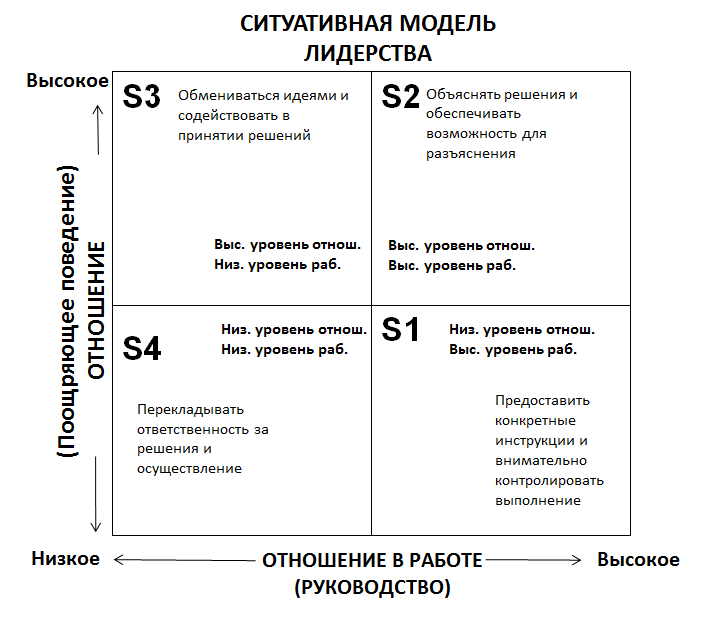 СИТУАТИВНАЯ МОДЕЛЬ
ЛИДЕРСТВА
Высокое
S3
Обмениваться идеями и
содействовать в
принятии решений
Выс. уровень отнош.
Низ. уровень раб.
S2
Объяснять решения и
обеспечивать
возможность для
разъяснения
Выс. уровень отнош.
Выс. уровень раб.
(Поощряющее поведение)
ОТНОШЕНИЕ
S4
Низ. уровень отнош.
Низ. уровень раб.
Перекладывать
ответственность за
решения и
осуществление
S1
Низ. уровень отнош.
Выс. уровень раб.
Предоставить
конкретные
инструкции и
внимательно
контролировать
выполнение
Низкое
ОТНОШЕНИЕ В РАБОТЕ
(РУКОВОДСТВО)
Высокое